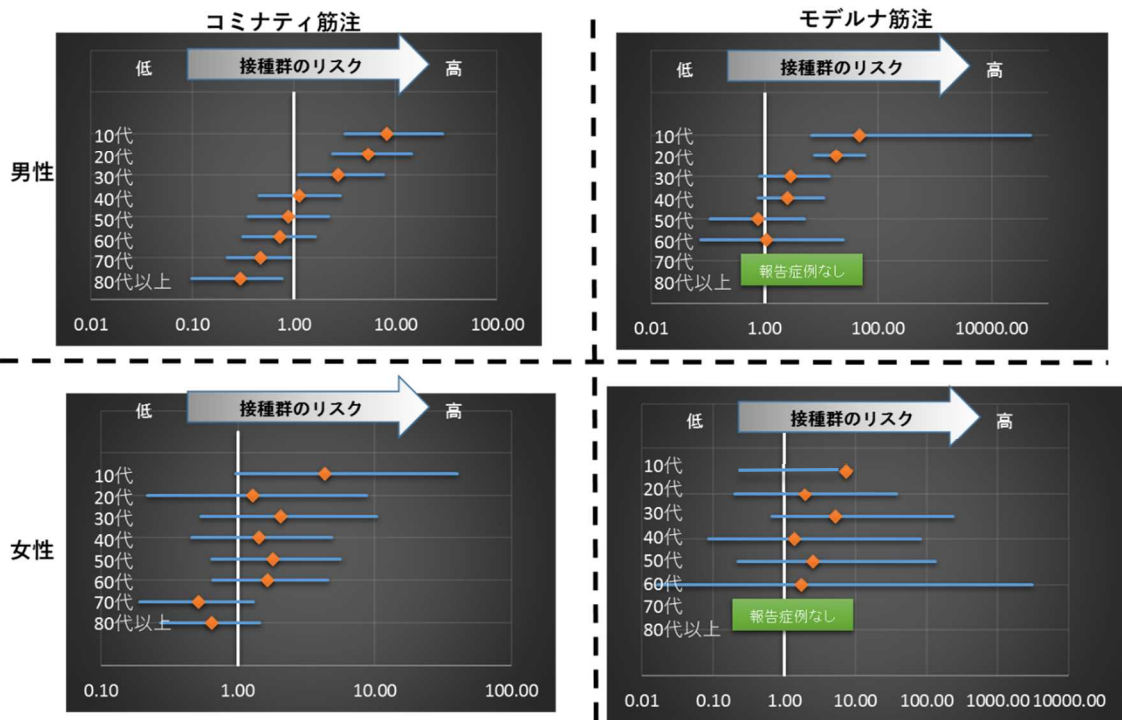 コミナティ筋注
モデルナ筋注
男性
低
接種群のリスク
高
10代
20代
30代
40代
50代
60代
70代
80代以上
0.01
0.10
1.00
10.00
100.00
低
接種群のリスク
高
10代
20代
30代
40代
50代
60代
70代
80代以上
報告症例なし
0.01
1.00
100.00
10000.00
女性
低
接種群のリスク
高
10代
20代
30代
40代
50代
60代
70代
80代以上
0.10
1.00
10.00
100.00
低
接種群のリスク
高
10代
20代
30代
40代
50代
60代
70代
80代以上
報告症例なし
0.01
0.10
1.00
10.00
100.00
1000.00
10000.00